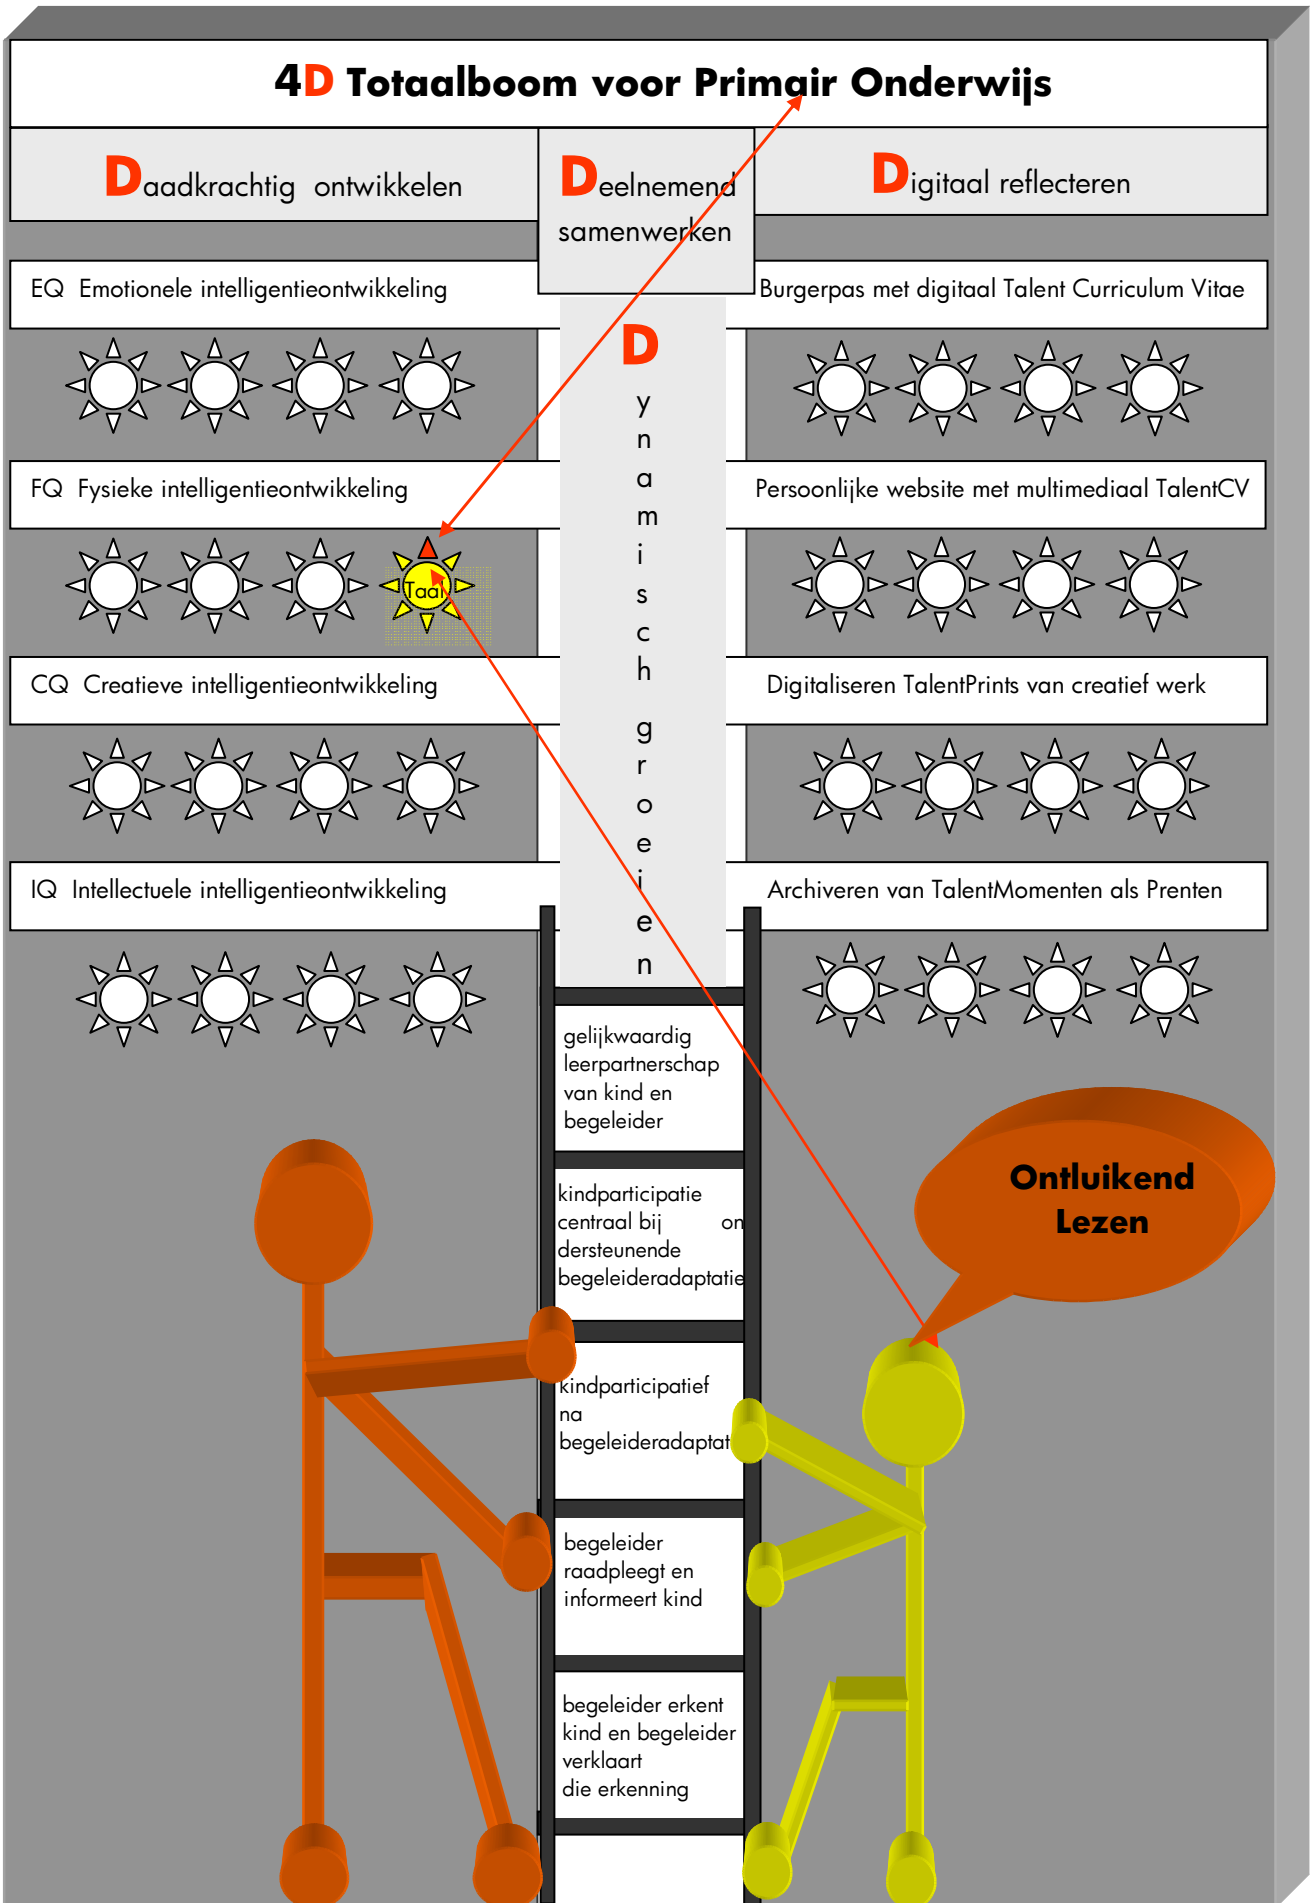 4D Totaalboom voor Primair Onderwijs
Daadkrachtig ontwikkelen
Deelnemend
samenwerken
Digitaal reflecteren
EQ Emotionele intelligentieontwikkeling
Burgerpas met digitaal Talent Curriculum Vitae
D
y
n
a
m
i
s
c
h
g
r
o
e
i
e
n
FQ Fysieke intelligentieontwikkeling
Persoonlijke website met multimediaal TalentCV
Taal
CQ Creatieve intelligentieontwikkeling
Digitaliseren TalentPrints van creatief werk
IQ Intellectuele intelligentieontwikkeling
Archiveren van TalentMomenten als Prenten
gelijkwaardig
leerpartnerschap
van kind en
begeleider
kindparticipatie
centraal bij on
dersteunende
begeleideradaptatie
Ontluikend
Lezen
kindparticipatief
na
begeleideradaptat
begeleider
raadpleegt en
informeert kind
begeleider erkent
kind en begeleider
verklaart
die erkenning